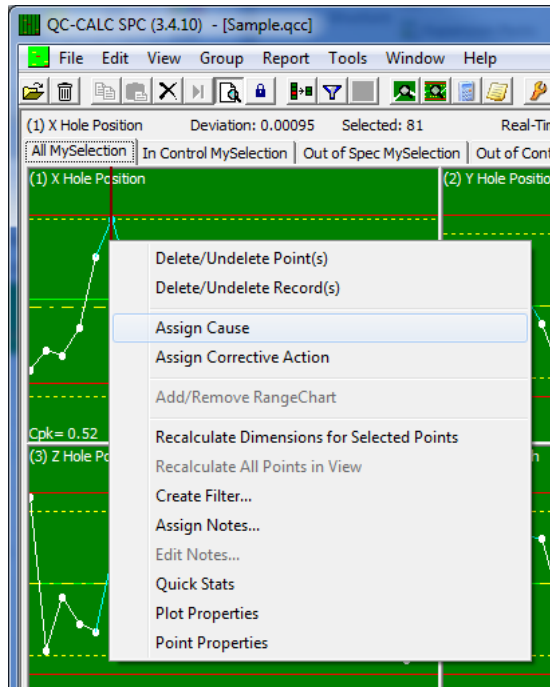 QC-CALC SPC (3.4.10) - [Sample.qcc]
File Edit View Group Report Tools Window Help
(1) X Hole Position Deviation: 0.00095 Selected: 81 Real-Tin
All MySelection In Control MySelection Out of Spec MySelection Out of Cont
(1) X Hole Position (2) Y Hole Positio
Delete/Undelete Point(s)
Delete/Undelete Record(s)
Assign Cause
Assign Corrective Action
Add/Remove RangeChart
Cpk= 0.52
Recalculate Dimensions for Selected Points
(3) Z Hole Po h
Recalculate All Points in View
Create Filter...
Assign Notes...
Edit Notes...
Quick Stats
Plot Properties
Point Properties